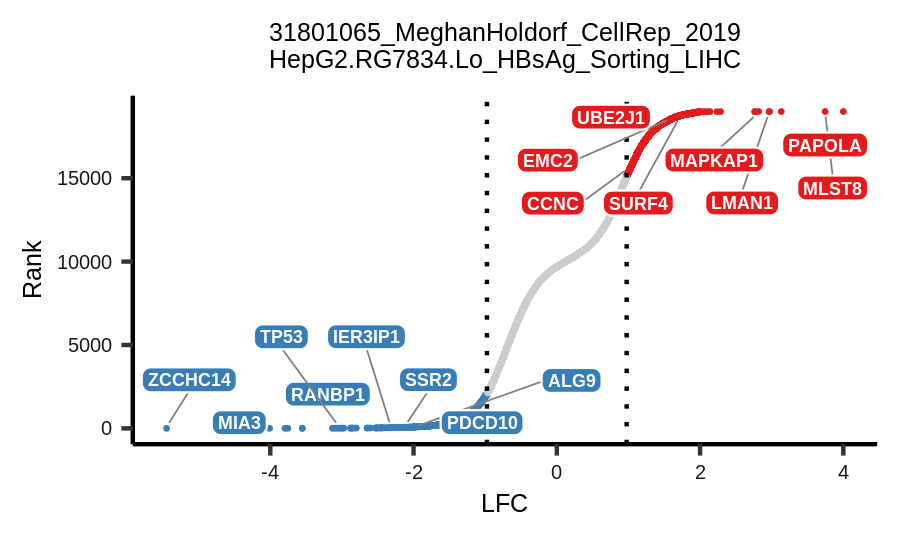 31801065_MeghanHoldorf_CellRep_2019
HepG2.RG7834.Lo_HBsAg_Sorting_LIHC
UBE2J1
PAPOLA
EMC2
MAPKAP1
15000
MLST8
CCNC
SURF4
LMAN1
Rank
10000
5000
TP53
IER3IP1
ZCCHC14
SSR2
ALG9
RANBP1
MIA3
PDCD10
0
-4
-2
0
2
4
LFC